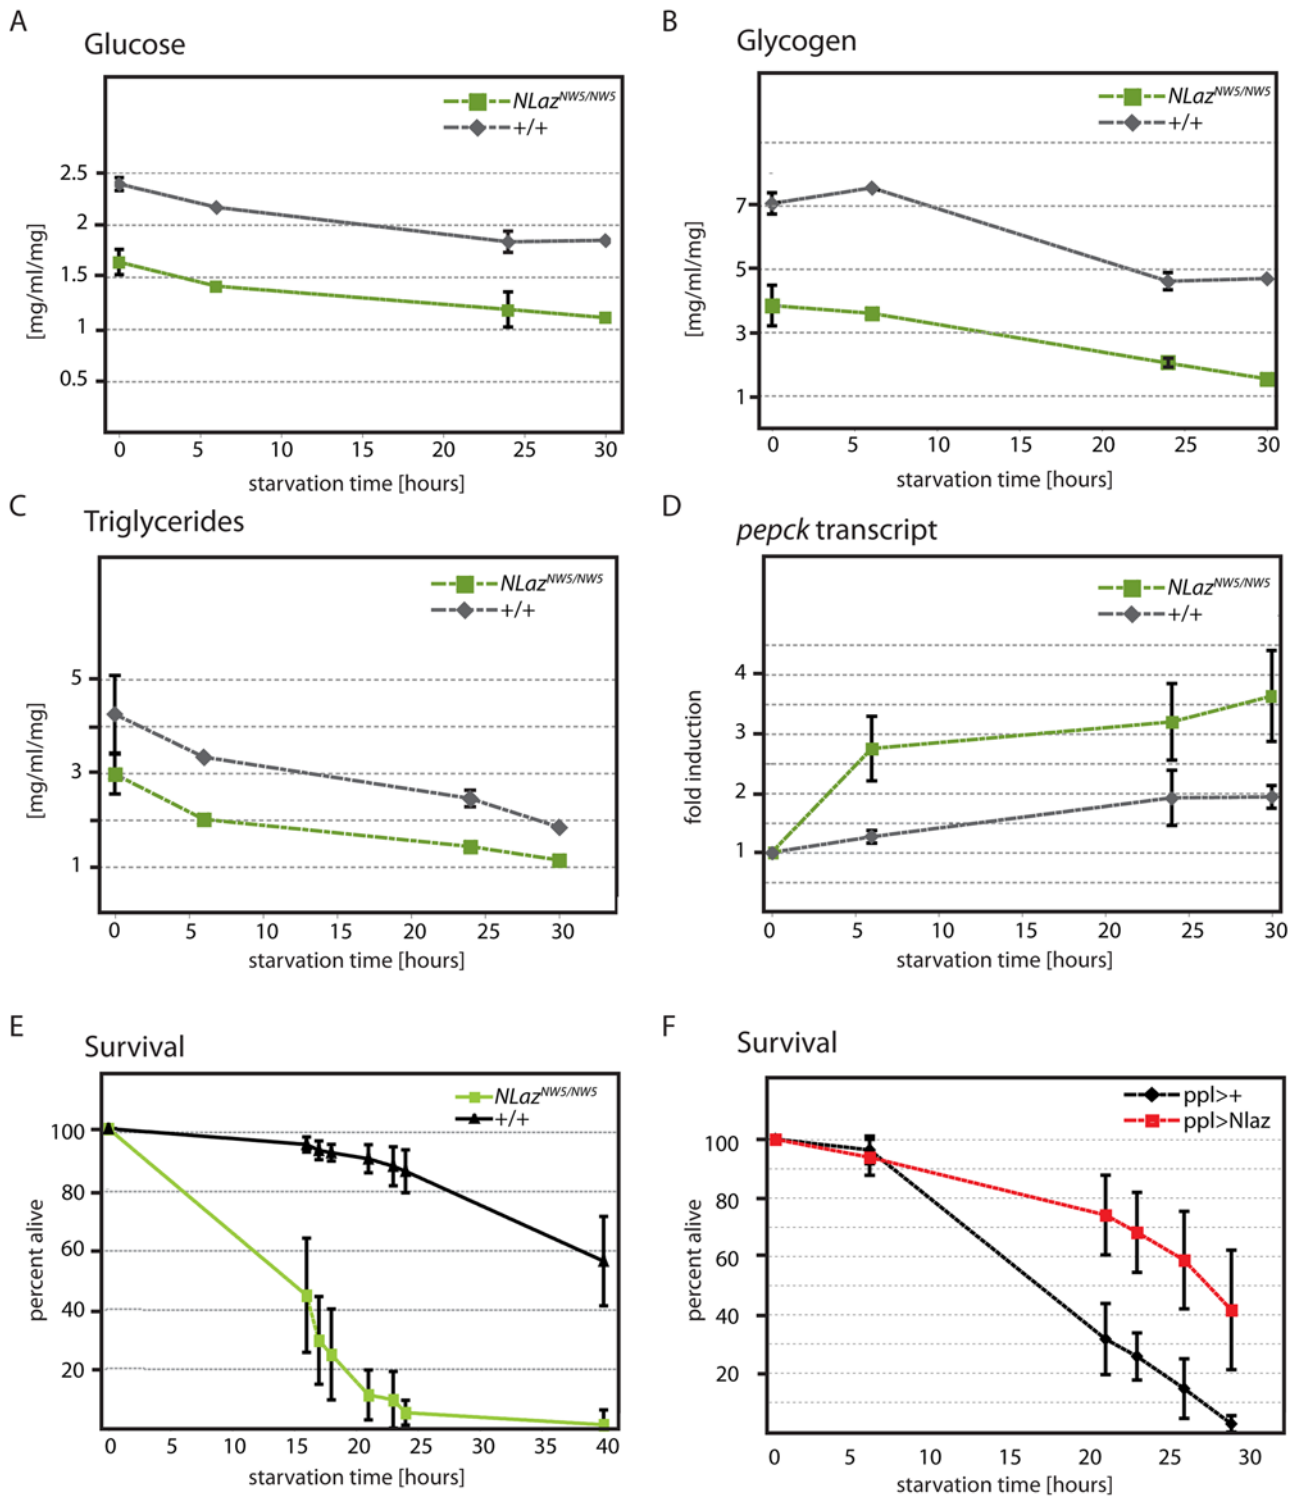 A
Glucose
NLaz^NW5/NW5
+/+
2.5
2
1.5
1
0.5
[mg/ml/mg]
0 5 10 15 20 25 30
starvation time [hours]
B
Glycogen
NLaz^NW5/NW5
+/+
7
5
3
1
[mg/ml/mg]
0 5 10 15 20 25 30
starvation time [hours]
C
Triglycerides
NLaz^NW5/NW5
+/+
5
3
1
[mg/ml/mg]
0 5 10 15 20 25 30
starvation time [hours]
D
pepck transcript
NLaz^NW5/NW5
+/+
4
3
2
1
fold induction
0 5 10 15 20 25 30
starvation time [hours]
E
Survival
NLaz^NW5/NW5
+/+
100
80
60
40
20
percent alive
0 5 10 15 20 25 30 35 40
starvation time [hours]
F
Survival
ppl>+
ppl>Nlaz
100
80
60
40
20
percent alive
0 5 10 15 20 25 30
starvation time [hours]